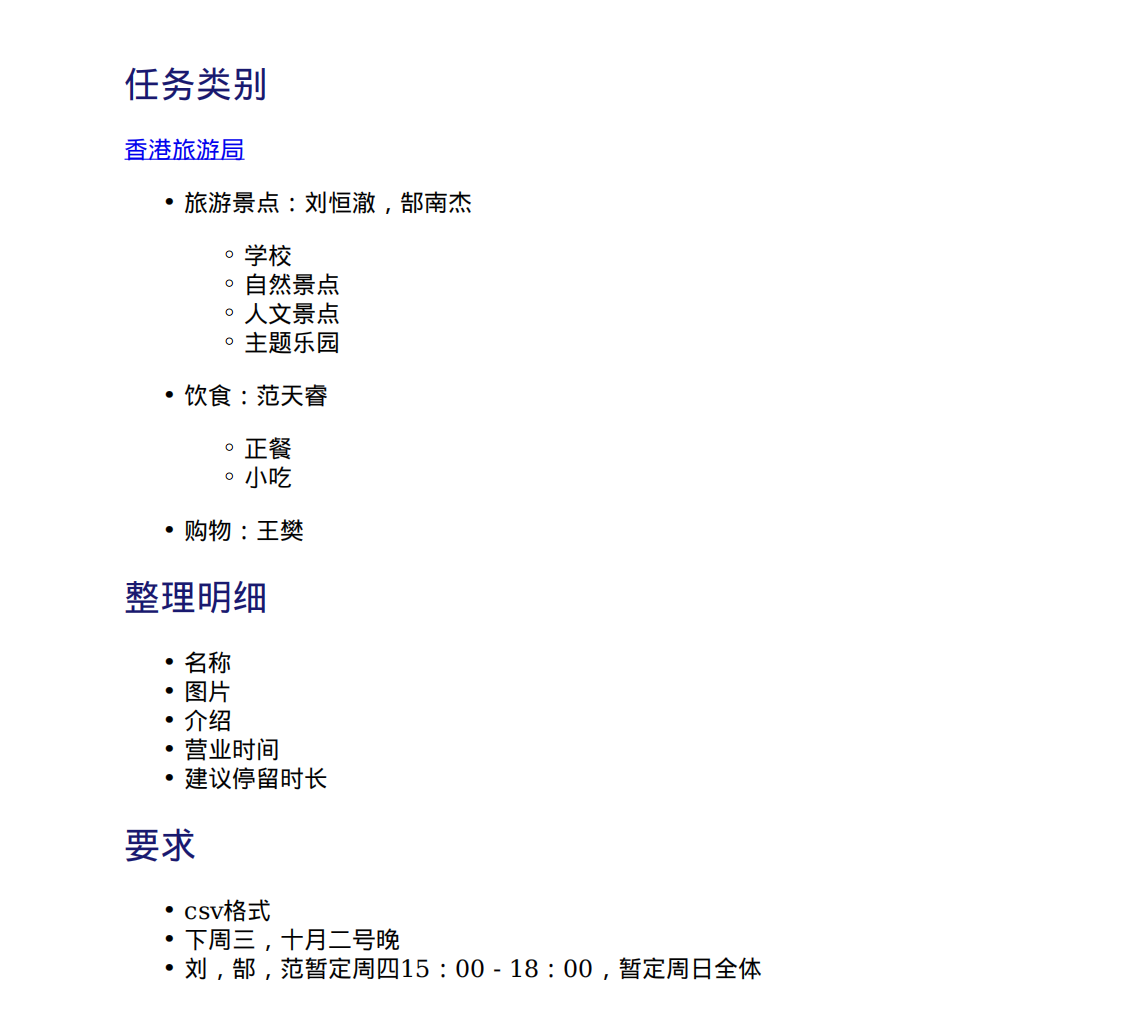 任务类别
香港旅游局
• 旅游景点：刘恒澈，郜南杰
◦ 学校
◦ 自然景点
◦ 人文景点
◦ 主题乐园
• 饮食：范天睿
◦ 正餐
◦ 小吃
• 购物：王樊
整理明细
• 名称
• 图片
• 介绍
• 营业时间
• 建议停留时长
要求
• csv格式
• 下周三，十月二号晚
• 刘，郜，范暂定周四15：00 - 18：00，暂定周日全体